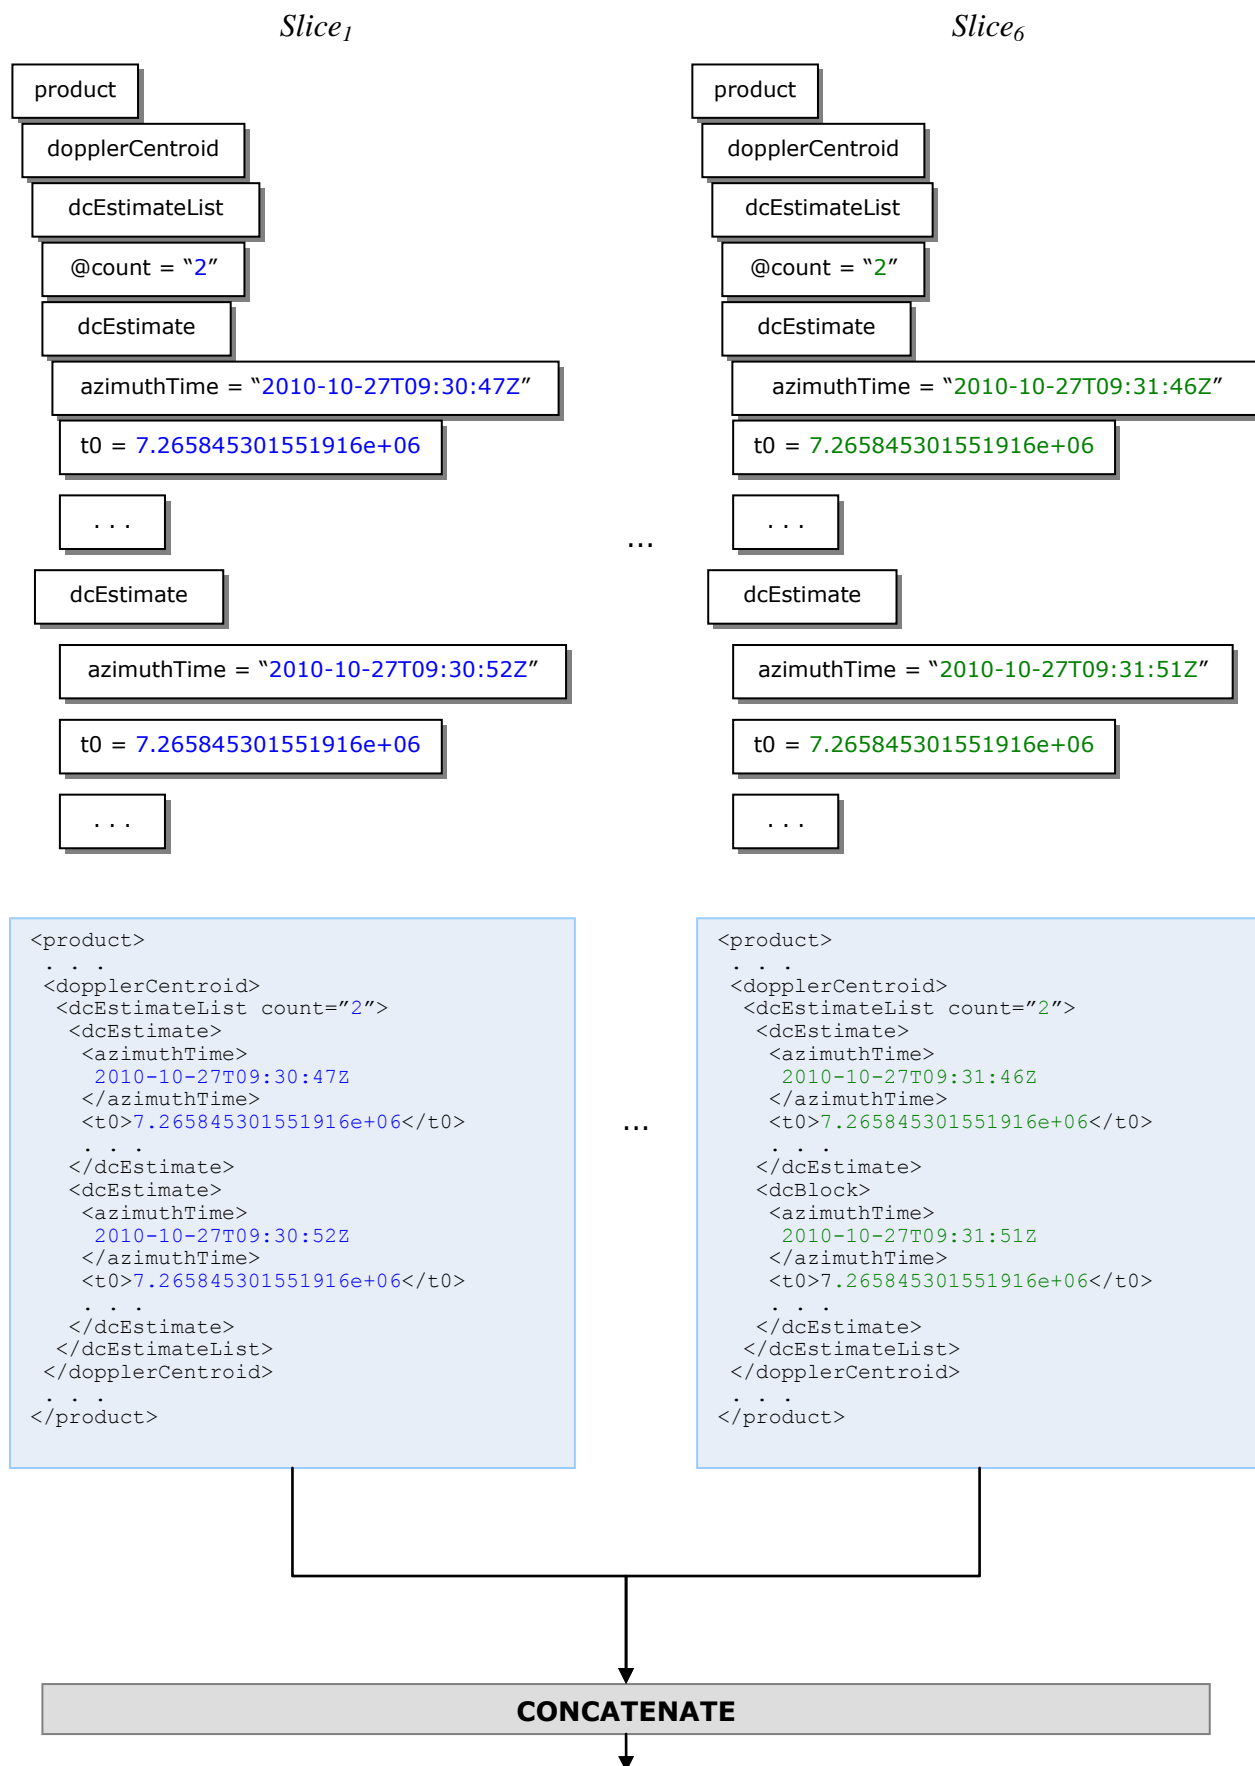 Slice1
product
dopplerCentroid
dcEstimateList
@count = “2”
dcEstimate
azimuthTime = “2010-10-27T09:30:47Z”
t0 = 7.265845301551916e+06
. . .
dcEstimate
azimuthTime = “2010-10-27T09:30:52Z”
t0 = 7.265845301551916e+06
. . .
...
Slice6
product
dopplerCentroid
dcEstimateList
@count = “2”
dcEstimate
azimuthTime = “2010-10-27T09:31:46Z”
t0 = 7.265845301551916e+06
. . .
dcEstimate
azimuthTime = “2010-10-27T09:31:51Z”
t0 = 7.265845301551916e+06
. . .
<product>
. . .
<dopplerCentroid>
<dcEstimateList count=”2”>
<dcEstimate>
<azimuthTime>
2010-10-27T09:30:47Z
</azimuthTime>
<t0>7.265845301551916e+06</t0>
. . .
</dcEstimate>
<dcEstimate>
<azimuthTime>
2010-10-27T09:30:52Z
</azimuthTime>
<t0>7.265845301551916e+06</t0>
. . .
</dcEstimate>
</dcEstimateList>
</dopplerCentroid>
. . .
</product>
...
<product>
. . .
<dopplerCentroid>
<dcEstimateList count=”2”>
<dcEstimate>
<azimuthTime>
2010-10-27T09:31:46Z
</azimuthTime>
<t0>7.265845301551916e+06</t0>
. . .
</dcEstimate>
<dcBlock>
<azimuthTime>
2010-10-27T09:31:51Z
</azimuthTime>
<t0>7.265845301551916e+06</t0>
. . .
</dcEstimate>
</dcEstimateList>
</dopplerCentroid>
. . .
</product>
CONCATENATE